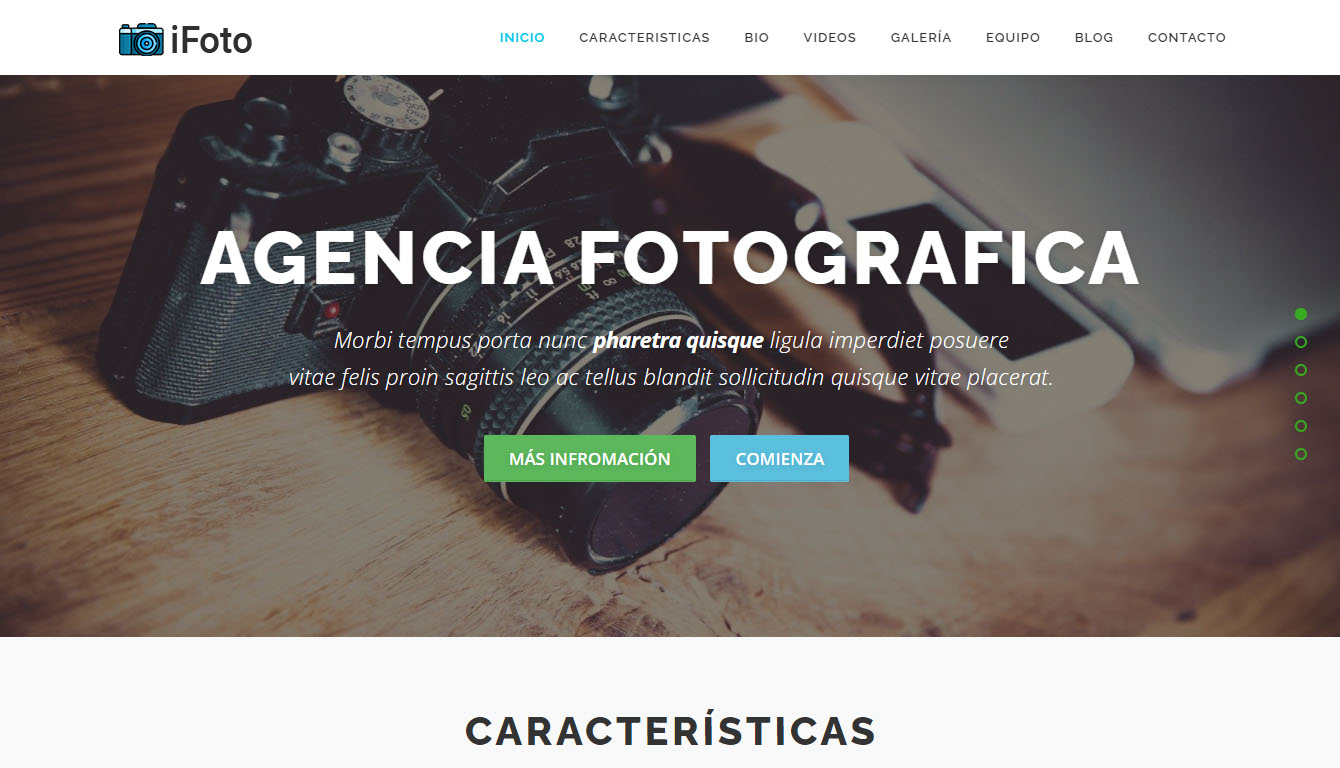 iFoto
INICIO CARACTERISTICAS BIO VIDEOS GALERÍA EQUIPO BLOG CONTACTO
AGENCIA FOTOGRAFICA
Morbi tempus porta nunc pharetra quisque ligula imperdiet posuere
vitae felis proin sagittis leo ac tellus blandit sollicitudin quisque vitae placerat.
MÁS INFROMACIÓN COMIENZA
CARACTERÍSTICAS